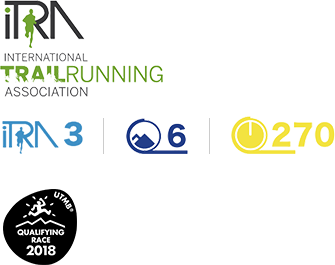 iTRA
INTERNATIONAL
TRAILRUNNING
ASSOCIATION
iTRA 3 6 270
UTMB®
QUALIFYING
RACE
2018